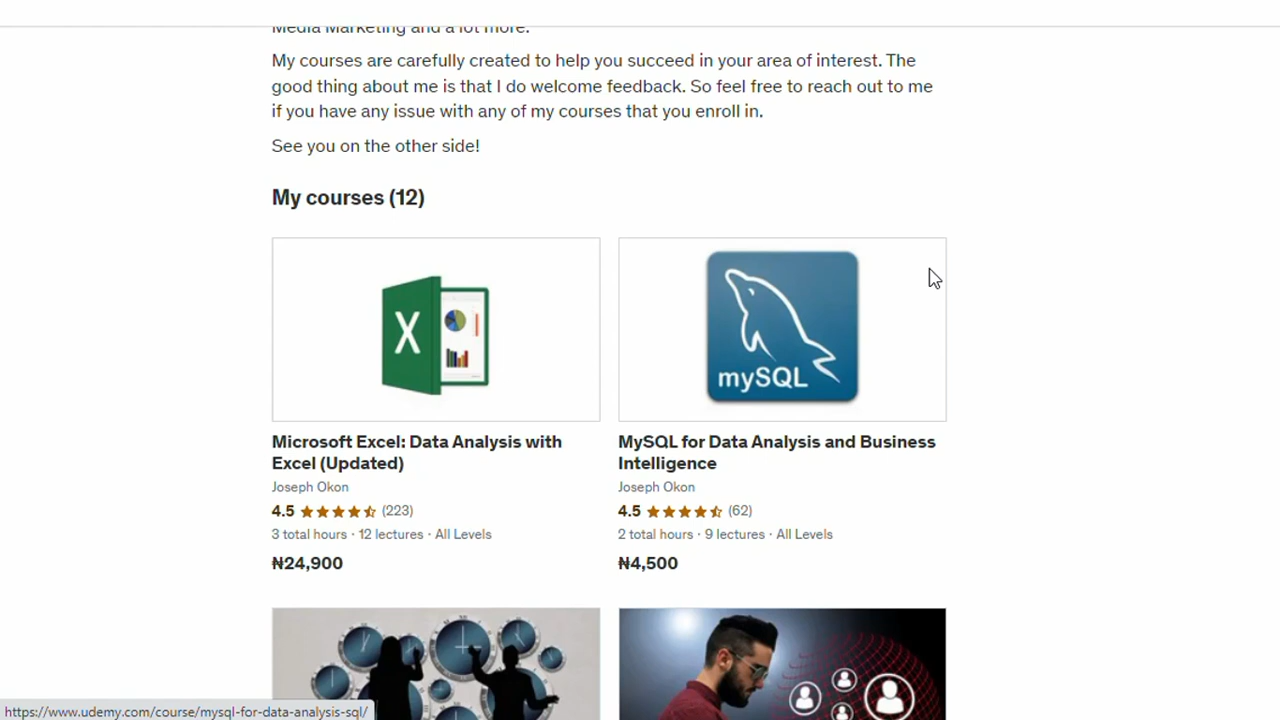 Media Marketing and a lot more.
My courses are carefully created to help you succeed in your area of interest. The
good thing about me is that I do welcome feedback. So feel free to reach out to me
if you have any issue with any of my courses that you enroll in.
See you on the other side!
My courses (12)
X
mySQL
Microsoft Excel: Data Analysis with
Excel (Updated)
Joseph Okon
4.5 (223)
3 total hours · 12 lectures · All Levels
₦24,900
MySQL for Data Analysis and Business
Intelligence
Joseph Okon
4.5 (62)
2 total hours · 9 lectures · All Levels
₦4,500
https://www.udemy.com/course/mysql-for-data-analysis-sql/